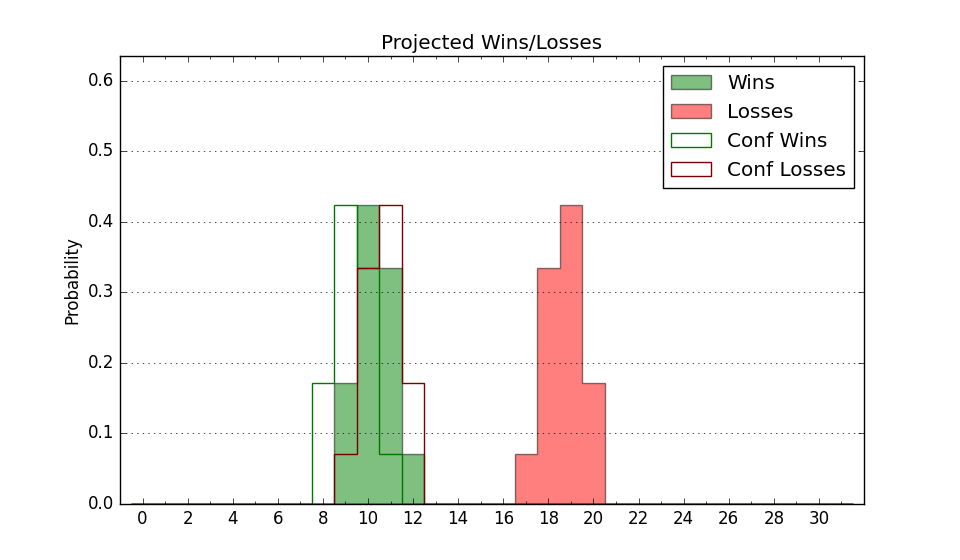 Projected Wins/Losses
Wins
Losses
Conf Wins
Conf Losses
Probability
0.6
0.5
0.4
0.3
0.2
0.1
0.0
0 2 4 6 8 10 12 14 16 18 20 22 24 26 28 30